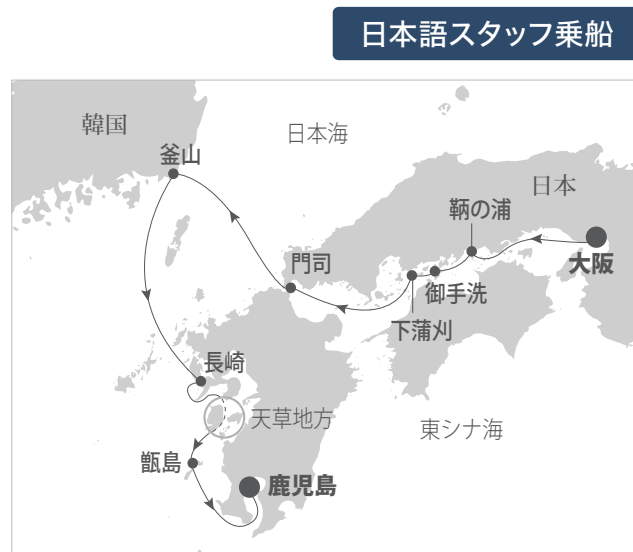 日本語スタッフ乗船
韓国
日本海
釜山
日本
鞆の浦
大阪
門司
御手洗
下蒲刈
長崎
天草地方
東シナ海
甑島
鹿児島